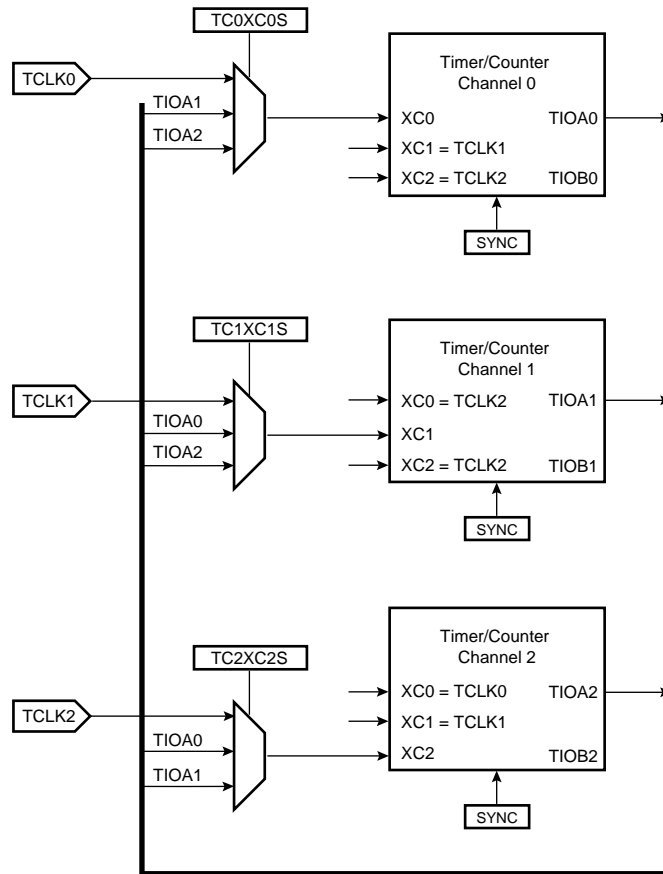 TC0XC0S
TCLK0
TIOA1
TIOA2
Timer/Counter
Channel 0
XC0
TIOA0
XC1 = TCLK1
XC2 = TCLK2
TIOB0
SYNC
TC1XC1S
TCLK1
TIOA0
TIOA2
Timer/Counter
Channel 1
XC0 = TCLK2
TIOA1
XC1
XC2 = TCLK2
TIOB1
SYNC
TC2XC2S
TCLK2
TIOA0
TIOA1
Timer/Counter
Channel 2
XC0 = TCLK0
TIOA2
XC1 = TCLK1
XC2
TIOB2
SYNC